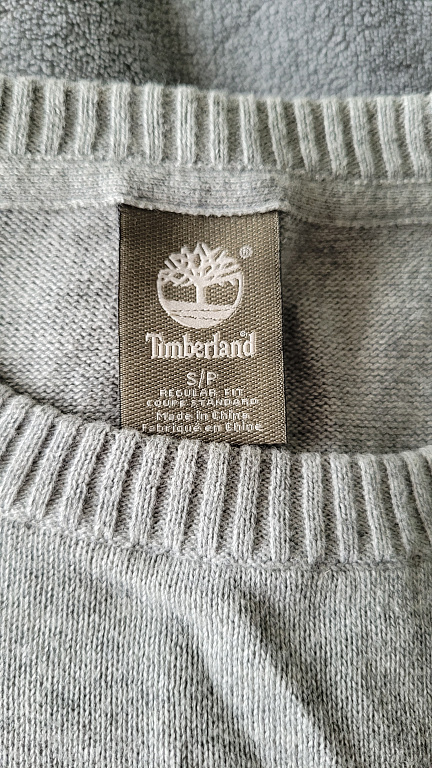 ®
Timberland®
S/P
REGULAR FIT
COUPE STANDARD
Made in China
Fabriqué en Chine